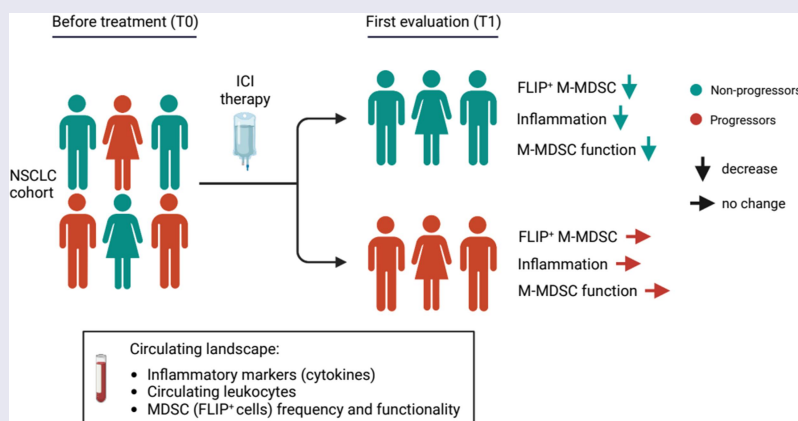 Before treatment (T0)
First evaluation (T1)
ICI
therapy
NSCLC
cohort
FLIP⁺ M-MDSC
Inflammation
M-MDSC function
Non-progressors
Progressors
decrease
no change
FLIP⁺ M-MDSC
Inflammation
M-MDSC function
Circulating landscape:
• Inflammatory markers (cytokines)
• Circulating leukocytes
• MDSC (FLIP⁺ cells) frequency and functionality